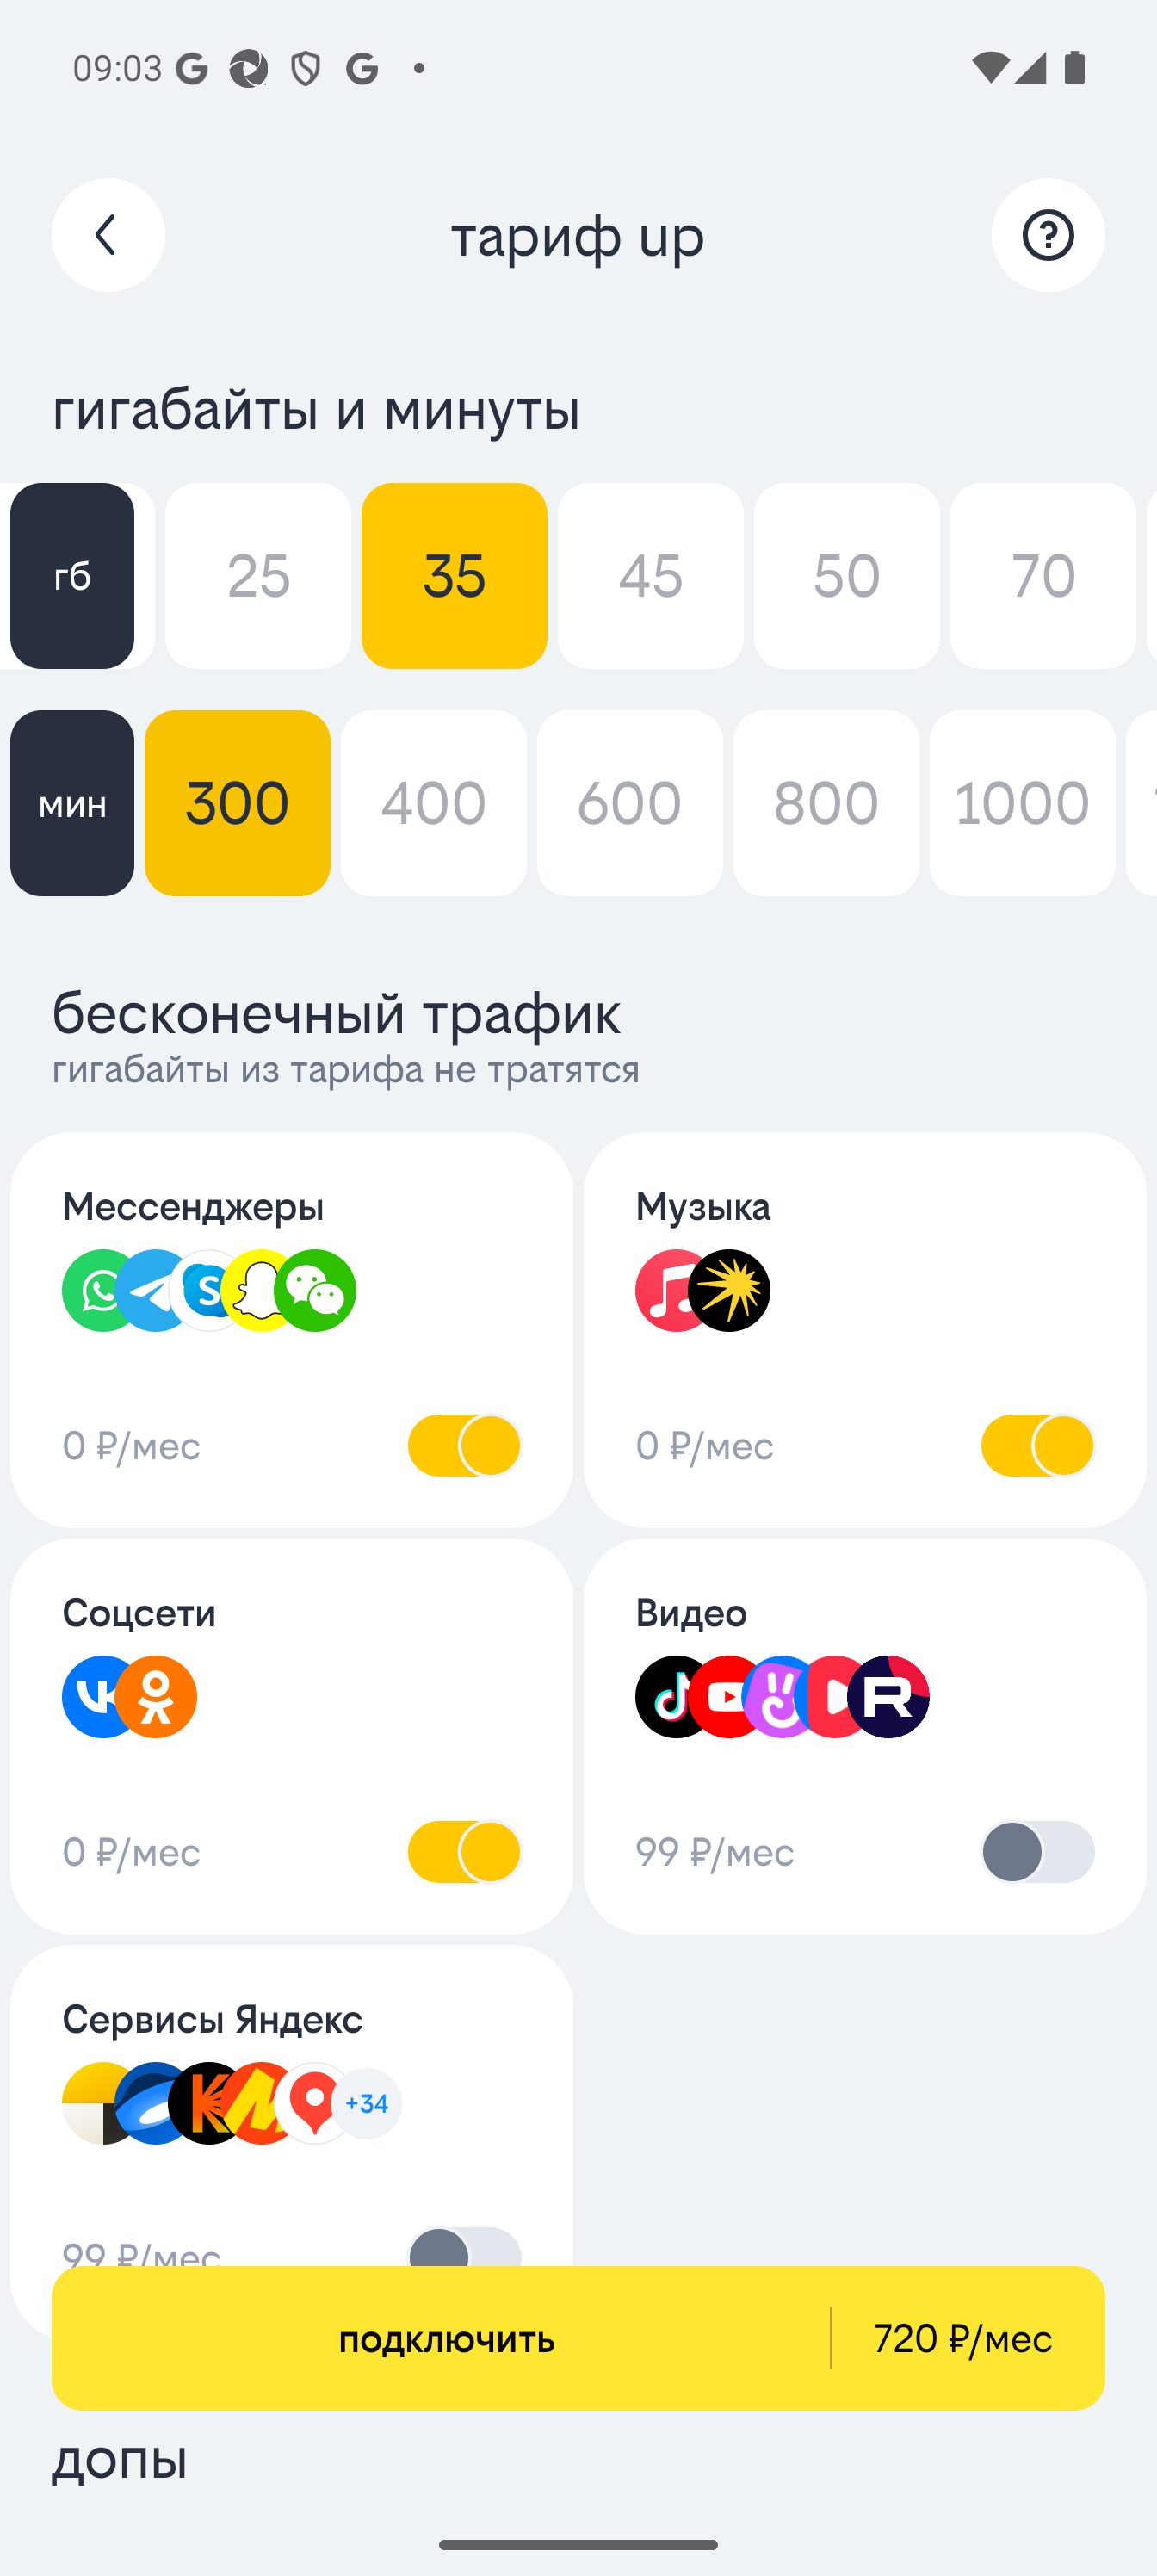 09:03
тариф up
гигабайты и минуты
гб 25 35 45 50 70
мин 300 400 600 800 1000
бесконечный трафик
гигабайты из тарифа не тратятся
Мессенджеры
0 ₽/мес
Музыка
0 ₽/мес
Соцсети
0 ₽/мес
Видео
99 ₽/мес
Сервисы Яндекс
+34
99 ₽/мес
подключить 720 ₽/мес
допы